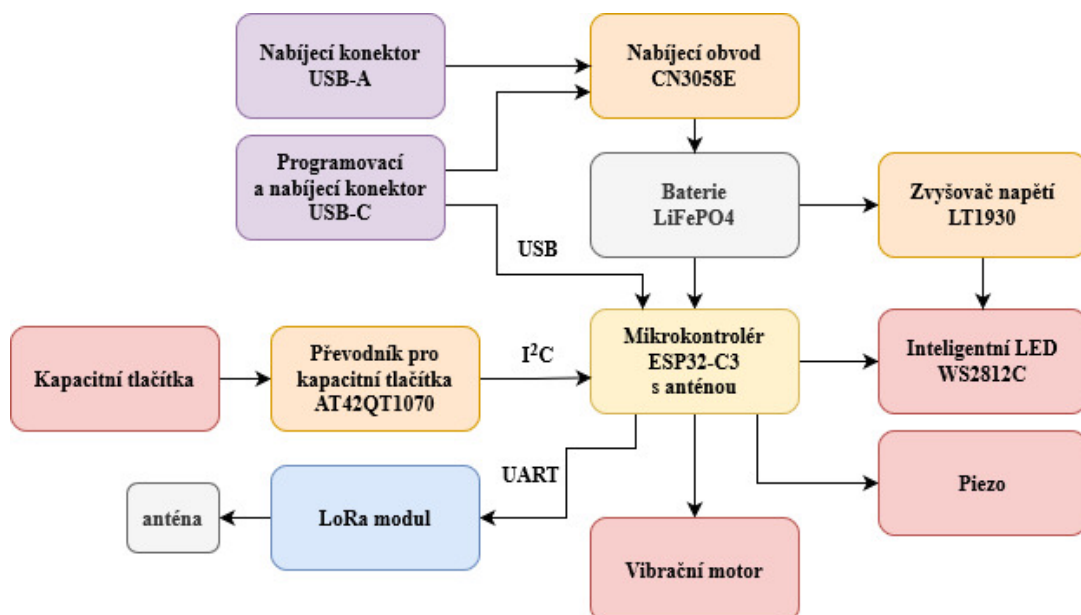 Nabíjecí konektor
USB-A
Nabíjecí obvod
CN3058E
Programovací
a nabíjecí konektor
USB-C
Baterie
LiFePO4
Zvyšovač napětí
LT1930
USB
Kapacitní tlačítka
Převodník pro
kapacitní tlačítka
AT42QT1070
I²C
Mikrokontrolér
ESP32-C3
s anténou
Inteligentní LED
WS2812C
UART
Piezo
anténa
LoRa modul
Vibrační motor